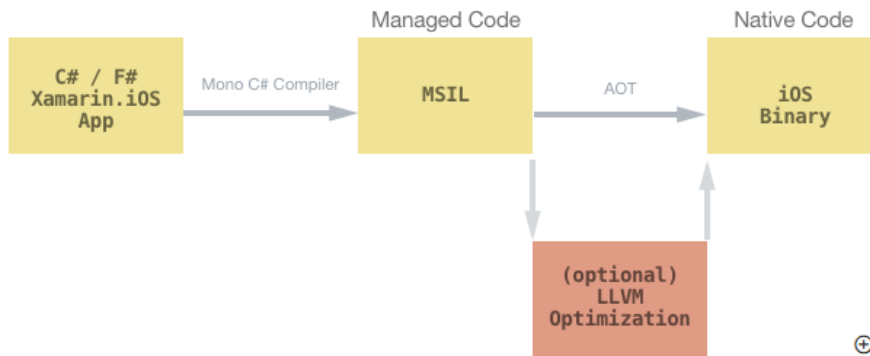 Managed Code
Native Code
C# / F#
Xamarin.iOS
App
Mono C# Compiler
MSIL
AOT
iOS
Binary
(optional)
LLVM
Optimization